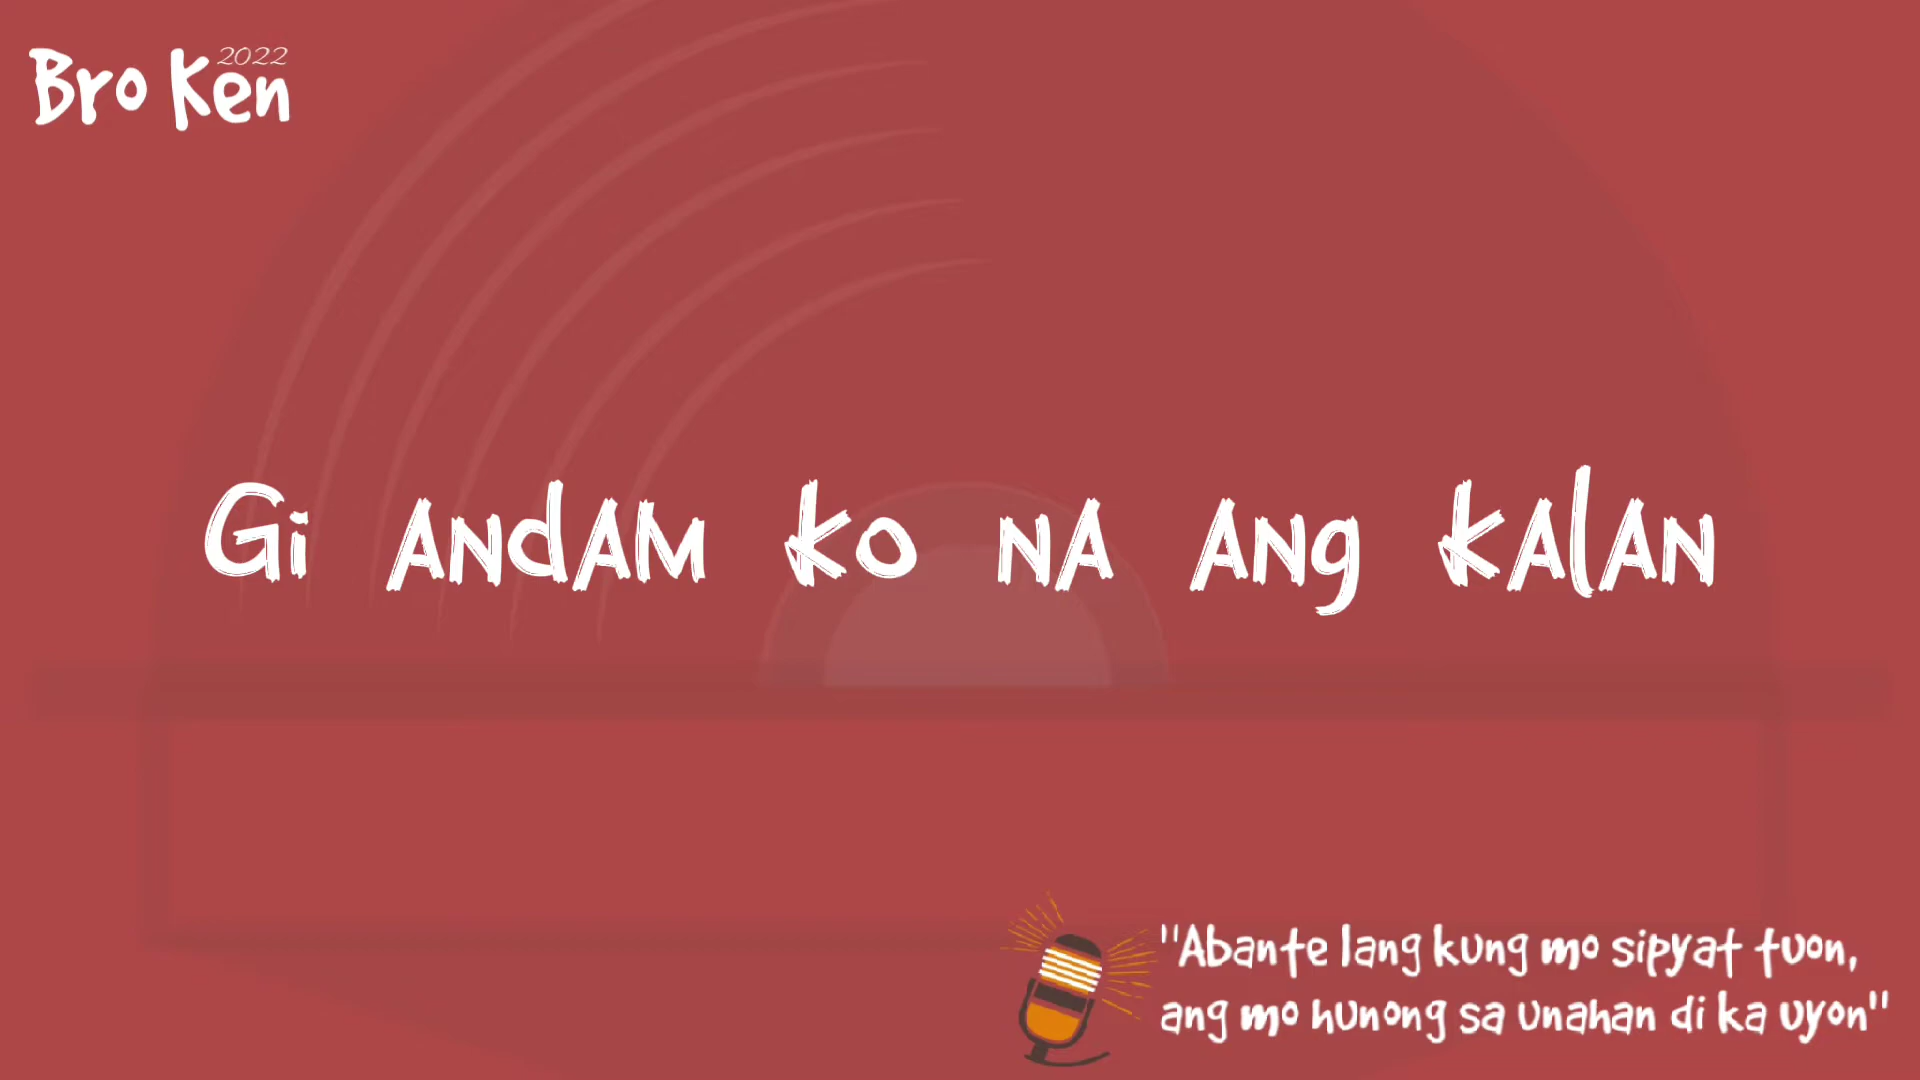 2022
Bro Ken
Gi ANdAM Ko NA ANg KAlAN
"Abante lang kung mo sipyat tuon,
ang mo hunong sa unahan di ka uyon"